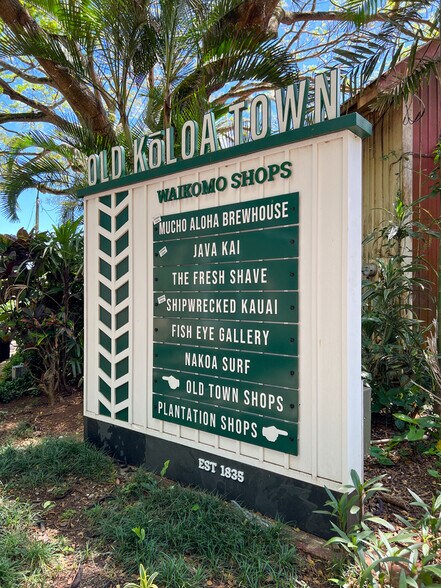 OLD KŌLOA TOWN
WAIKOMO SHOPS
MUCHO ALOHA BREWHOUSE
JAVA KAI
THE FRESH SHAVE
SHIPWRECKED KAUAI
FISH EYE GALLERY
NAKOA SURF
OLD TOWN SHOPS
PLANTATION SHOPS
EST 1835